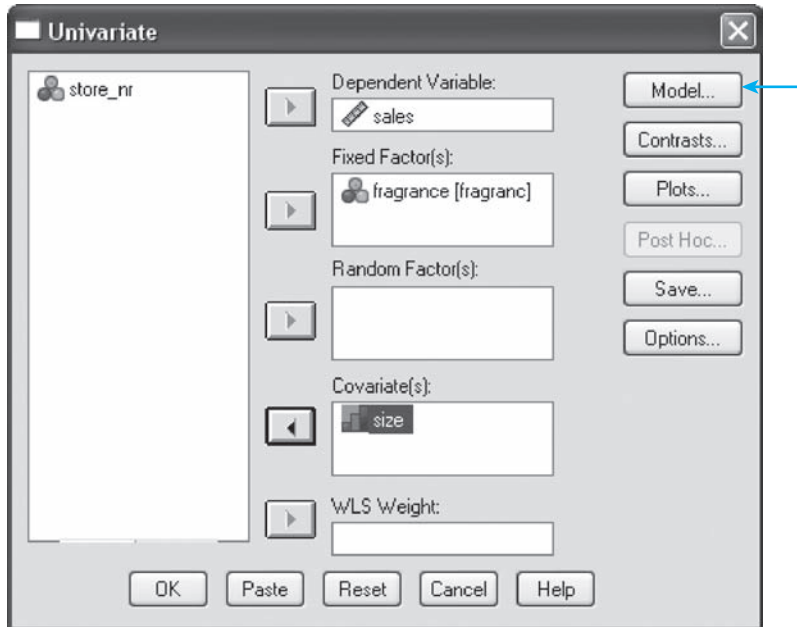 Univariate
store_nr
Dependent Variable:
sales
Fixed Factor(s):
fragrance [fragranc]
Random Factor(s):
Covariate(s):
size
WLS Weight:
Model...
Contrasts...
Plots...
Post Hoc...
Save...
Options...
OK
Paste
Reset
Cancel
Help